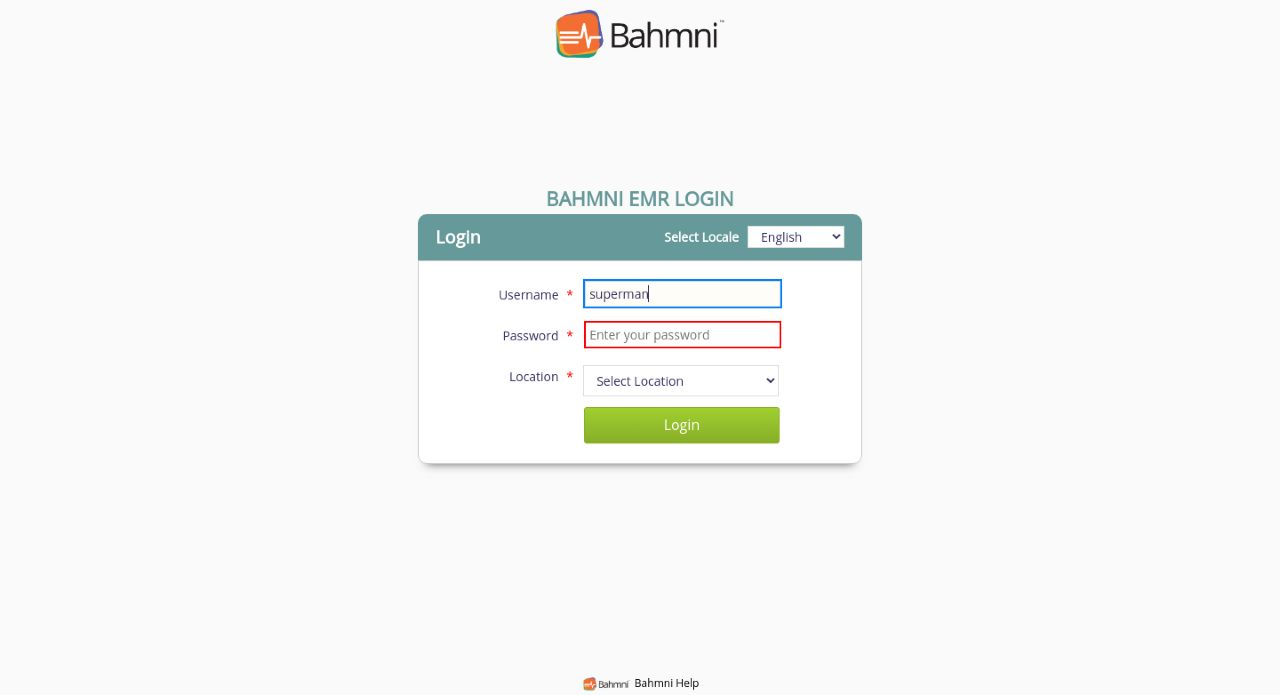 Bahmni™
BAHMNI EMR LOGIN
Login
Select Locale English
Username * superman
Password * Enter your password
Location * Select Location
Login
Bahmni Bahmni Help